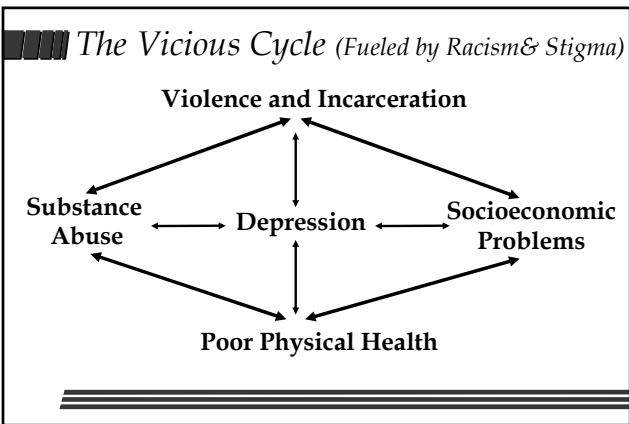 The Vicious Cycle (Fueled by Racism& Stigma)
Violence and Incarceration
Substance
Abuse
Depression
Socioeconomic
Problems
Poor Physical Health